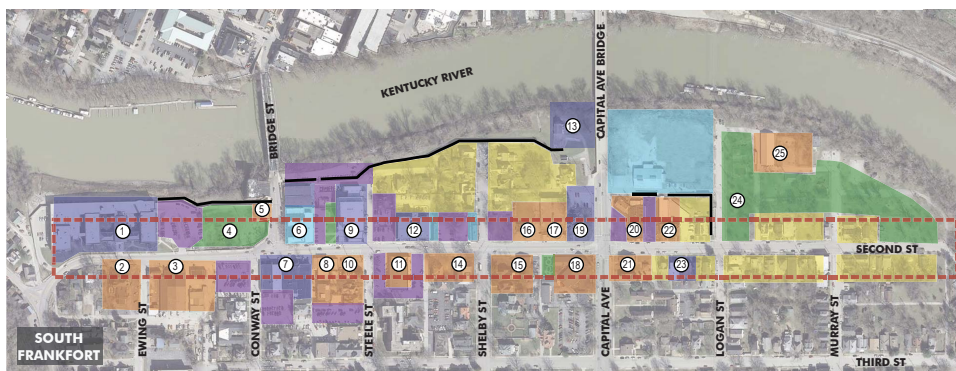 KENTUCKY RIVER
BRIDGE ST
CAPITAL AVE BRIDGE
13
25
5
24
1
4
6
9
12
16
17
19
20
22
SECOND ST
2
3
7
8
10
11
14
15
18
21
23
EWING ST
CONWAY ST
STEELE ST
SHELBY ST
CAPITAL AVE
LOGAN ST
MURRAY ST
SOUTH
FRANKFORT
THIRD ST